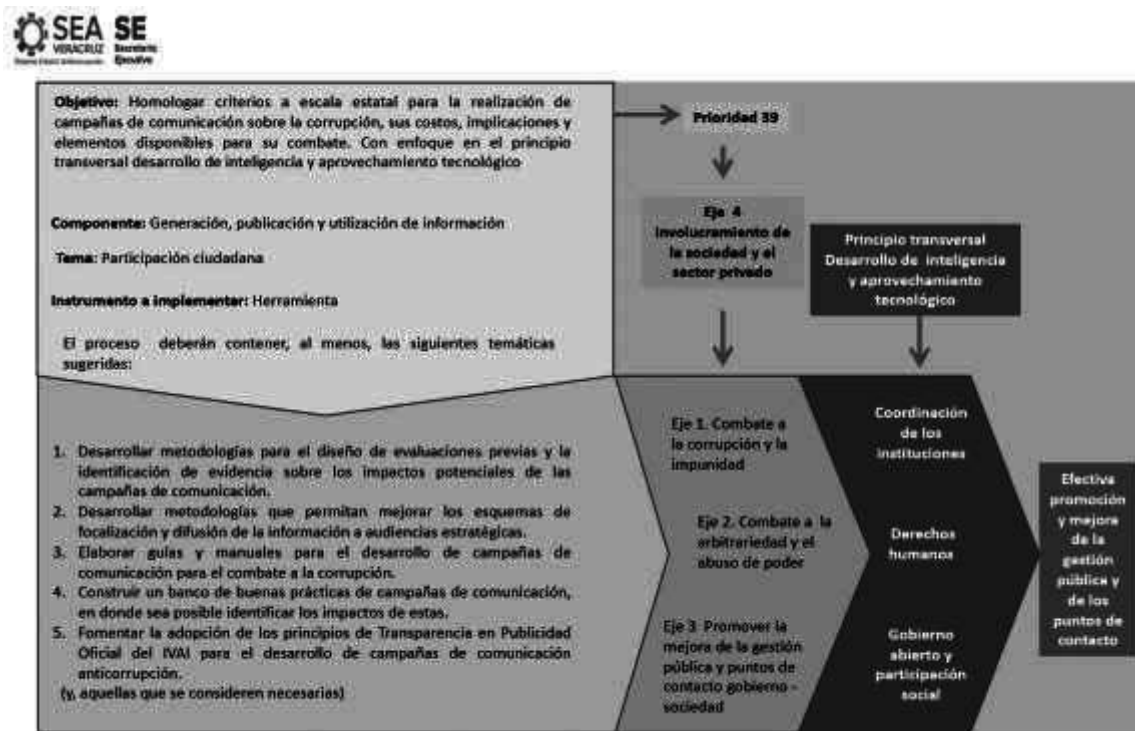 SEA SE
VERACRUZ Secretaría
Ejecutiva
Objetivo: Homologar criterios a escala estatal para la realización de
campañas de comunicación sobre la corrupción, sus costos, implicaciones y
elementos disponibles para su combate. Con enfoque en el principio
transversal desarrollo de inteligencia y aprovechamiento tecnológico
Componente: Generación, publicación y utilización de información
Tema: Participación ciudadana
Instrumento a implementar: Herramienta
El proceso deberán contener, al menos, las siguientes temáticas
sugeridas:
1. Desarrollar metodologías para el diseño de evaluaciones previas y la
identificación de evidencia sobre los impactos potenciales de las
campañas de comunicación.
2. Desarrollar metodologías que permitan mejorar los esquemas de
focalización y difusión de la información a audiencias estratégicas.
3. Elaborar guías y manuales para el desarrollo de campañas de
comunicación para el combate a la corrupción.
4. Construir un banco de buenas prácticas de campañas de comunicación,
en donde sea posible identificar los impactos de estas.
5. Fomentar la adopción de los principios de Transparencia en Publicidad
Oficial del IVAI para el desarrollo de campañas de comunicación
anticorrupción.
(y, aquellas que se consideren necesarias)
Prioridad 39
Eje 4
Involucramiento de
la sociedad y el
sector privado
Principio transversal
Desarrollo de inteligencia
y aprovechamiento
tecnológico
Eje 1. Combate a
la corrupción y la
impunidad
Eje 2. Combate a la
arbitrariedad y el
abuso de poder
Eje 3 Promover la
mejora de la gestión
pública y puntos de
contacto gobierno -
sociedad
Coordinación
de los
instituciones
Derechos
humanos
Gobierno
abierto y
participación
social
Efectiva
promoción
y mejora
de la
gestión
pública y
de los
puntos de
contacto